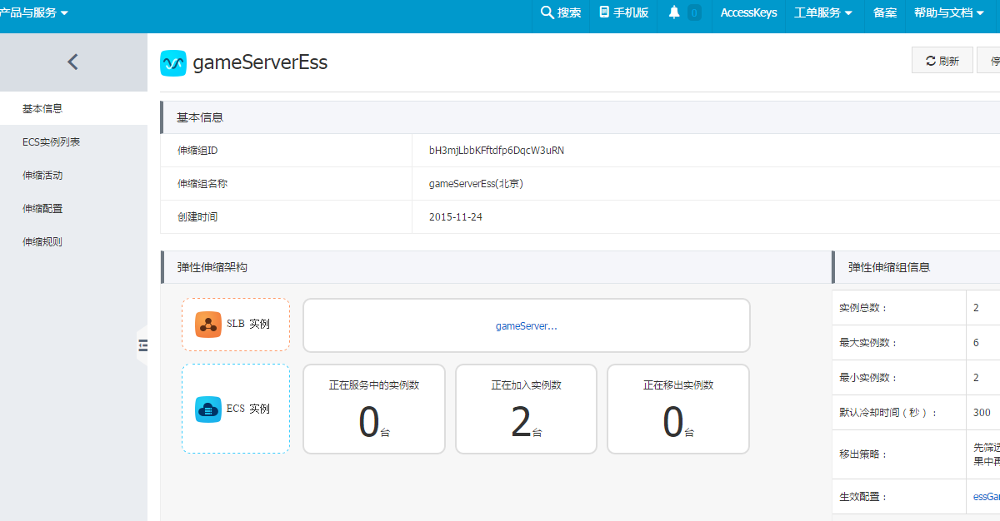 产品与服务 搜索 手机版 0 AccessKeys 工单服务 备案 帮助与文档
gameServerEss 刷新 停
基本信息
ECS实例列表
伸缩活动
伸缩配置
伸缩规则
基本信息
伸缩组ID bH3mjLbbKFftdfp6DqcW3uRN
伸缩组名称 gameServerEss(北京)
创建时间 2015-11-24
弹性伸缩架构
SLB 实例 gameServer...
ECS 实例
正在服务中的实例数 正在加入实例数 正在移出实例数
0台 2台 0台
弹性伸缩组信息
实例总数： 2
最大实例数： 6
最小实例数： 2
默认冷却时间（秒）： 300
移出策略： 先筛选
果中再
生效配置： essGa